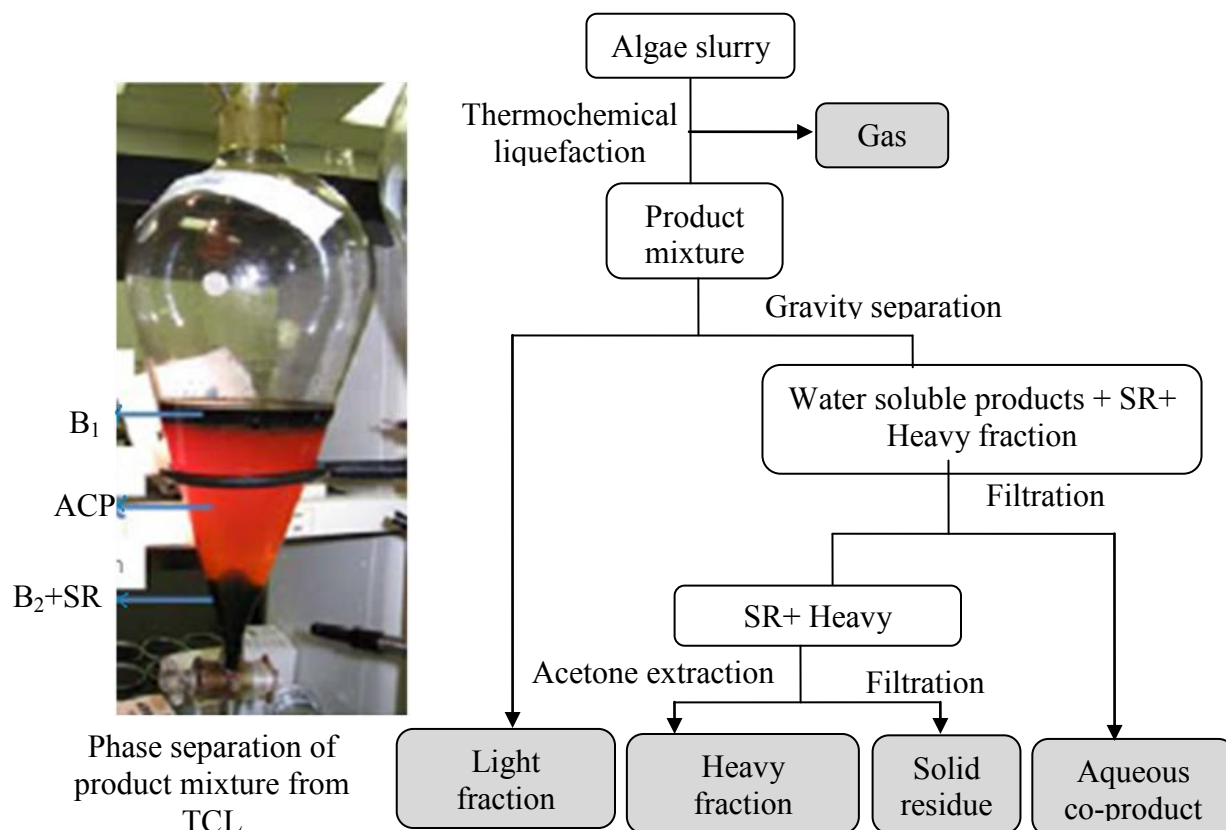 Algae slurry
Thermochemical
liquefaction
Gas
Product
mixture
Gravity separation
Water soluble products + SR+
Heavy fraction
Filtration
SR+ Heavy
Acetone extraction
Filtration
Light
fraction
Heavy
fraction
Solid
residue
Aqueous
co-product
B₁
ACP
B₂+SR
Phase separation of
product mixture from
TCL